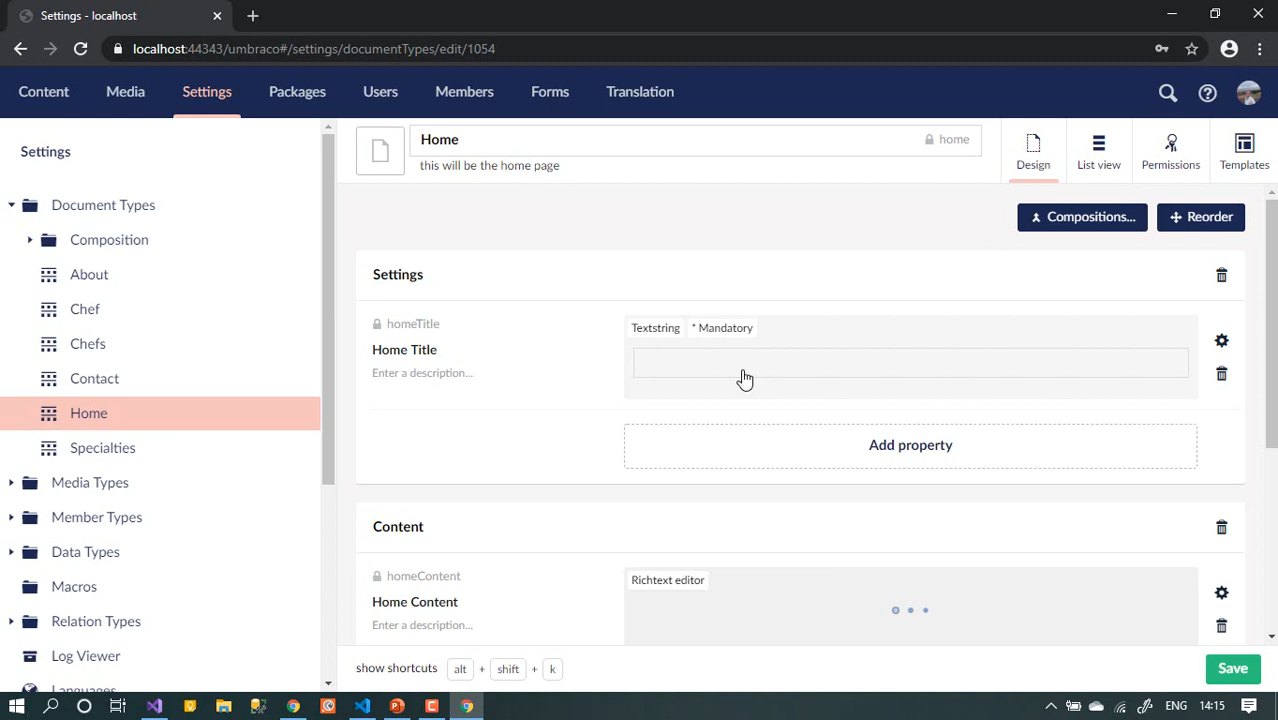 Settings - localhost
localhost:44343/umbraco#/settings/documentTypes/edit/1054
Content Media Settings Packages Users Members Forms Translation
Settings
Document Types
Composition
About
Chef
Chefs
Contact
Home
Specialties
Media Types
Member Types
Data Types
Macros
Relation Types
Log Viewer
Languages
Home home
this will be the home page
Design List view Permissions Templates
Compositions... Reorder
Settings
homeTitle
Home Title
Enter a description...
Textstring * Mandatory
Add property
Content
homeContent
Home Content
Enter a description...
Richtext editor
show shortcuts alt + shift + k
Save
14:15